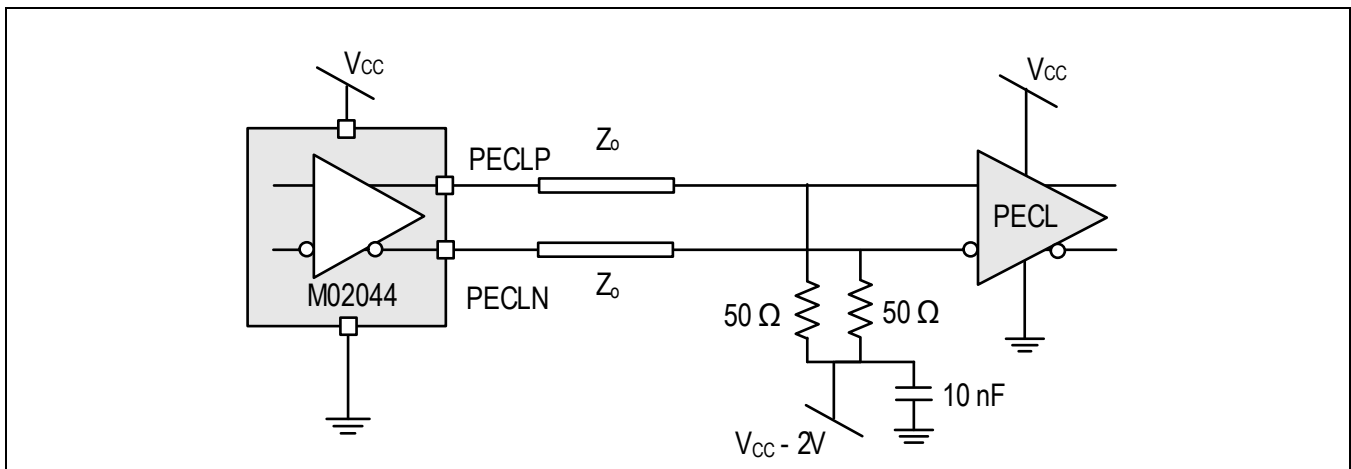 VCC
VCC
Zo
PECLP
PECL
M02044
PECLN
Zo
50 Ω
50 Ω
10 nF
VCC - 2V